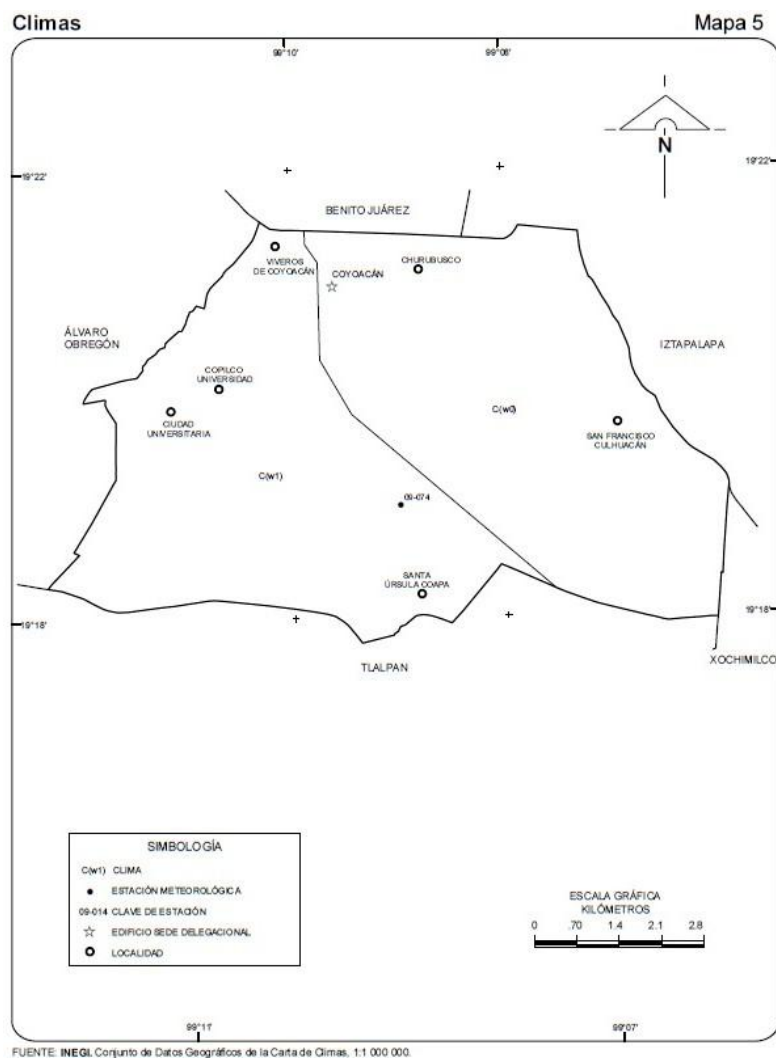 Climas
Mapa 5
99°10'
99°08'
N
19°22'
19°22'
BENITO JUÁREZ
VIVEROS
DE COYOACÁN
COYOACÁN
CHURUBUSCO
ÁLVARO
OBREGÓN
IZTAPALAPA
COPILCO
UNIVERSIDAD
CIUDAD
UNIVERSITARIA
C(w0)
SAN FRANCISCO
CULHUACÁN
C(w1)
09-074
SANTA
ÚRSULA COAPA
19°18'
19°18'
TLALPAN
XOCHIMILCO
SIMBOLOGÍA
C(w1) CLIMA
ESTACIÓN METEOROLÓGICA
09-014 CLAVE DE ESTACIÓN
EDIFICIO SEDE DELEGACIONAL
LOCALIDAD
ESCALA GRÁFICA
KILÓMETROS
0 .70 1.4 2.1 2.8
99°11'
99°07'
FUENTE: INEGI. Conjunto de Datos Geográficos de la Carta de Climas, 1:1 000 000.